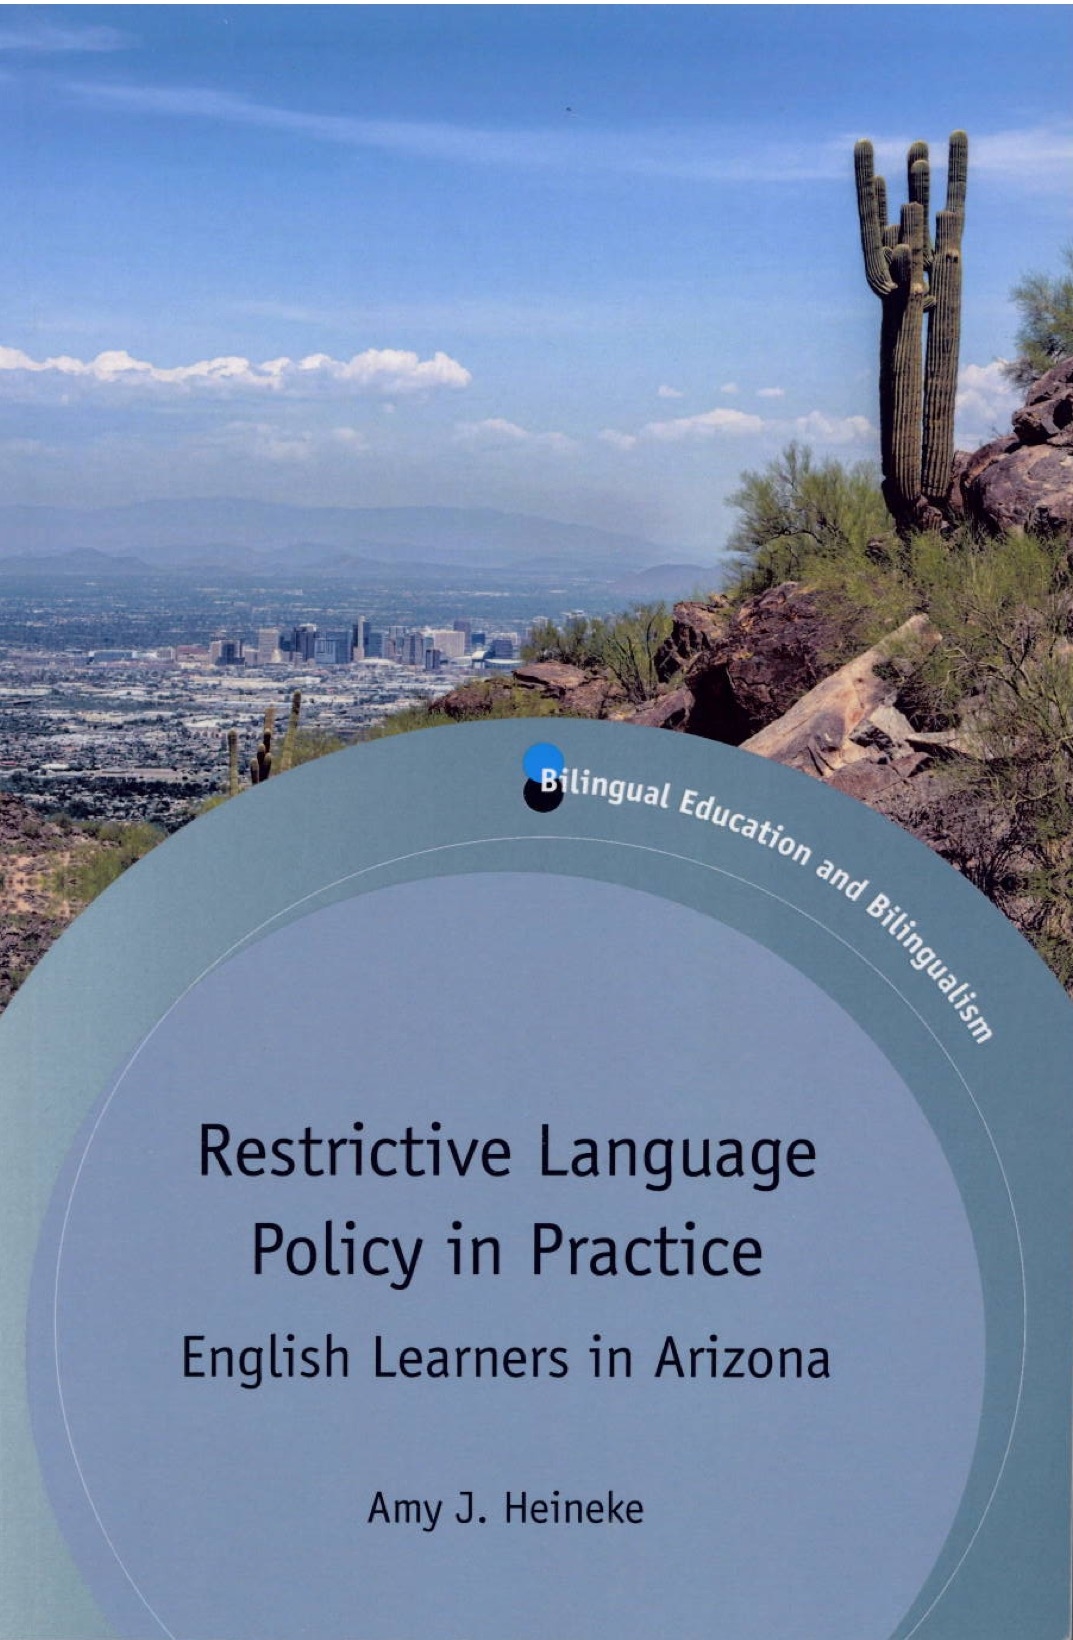 Bilingual Education and Bilingualism
Restrictive Language
Policy in Practice
English Learners in Arizona
Amy J. Heineke